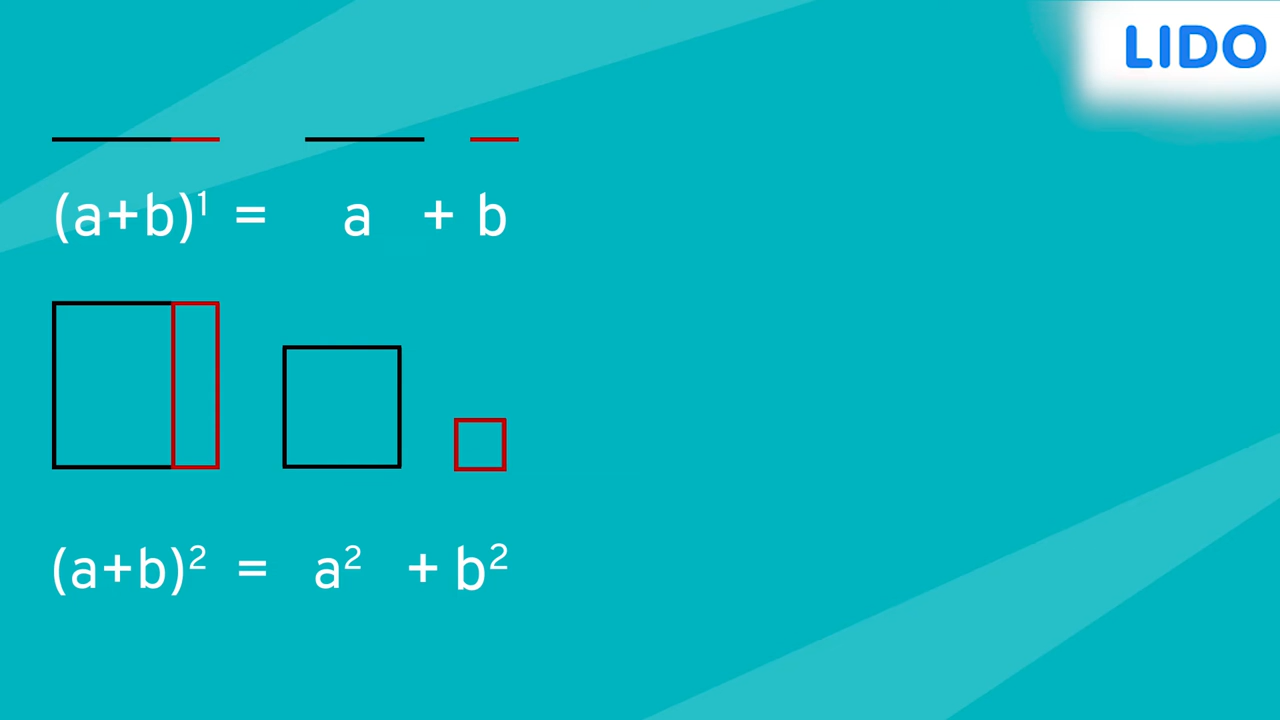 LIDO
(a+b)¹ = a + b
(a+b)² = a² + b²